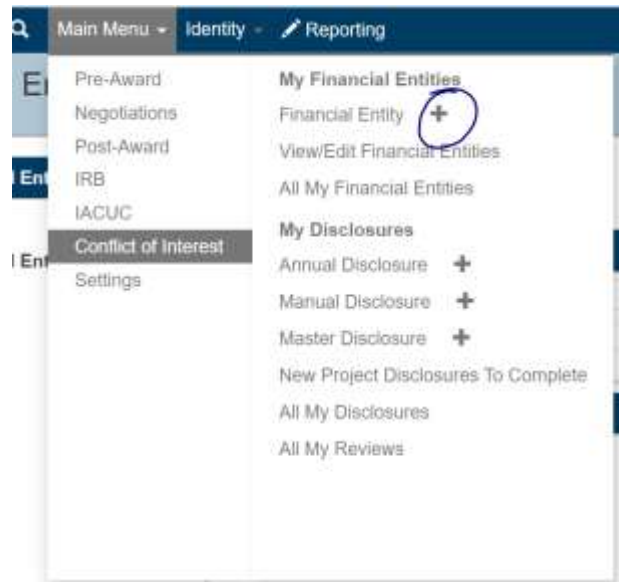 Main Menu Identity Reporting
E
Pre-Award
Negotiations
Post-Award
IRB
IACUC
Conflict of Interest
Settings
My Financial Entities
Financial Entity +
View/Edit Financial Entities
All My Financial Entities
My Disclosures
Annual Disclosure +
Manual Disclosure +
Master Disclosure +
New Project Disclosures To Complete
All My Disclosures
All My Reviews
l Ent
l Ent